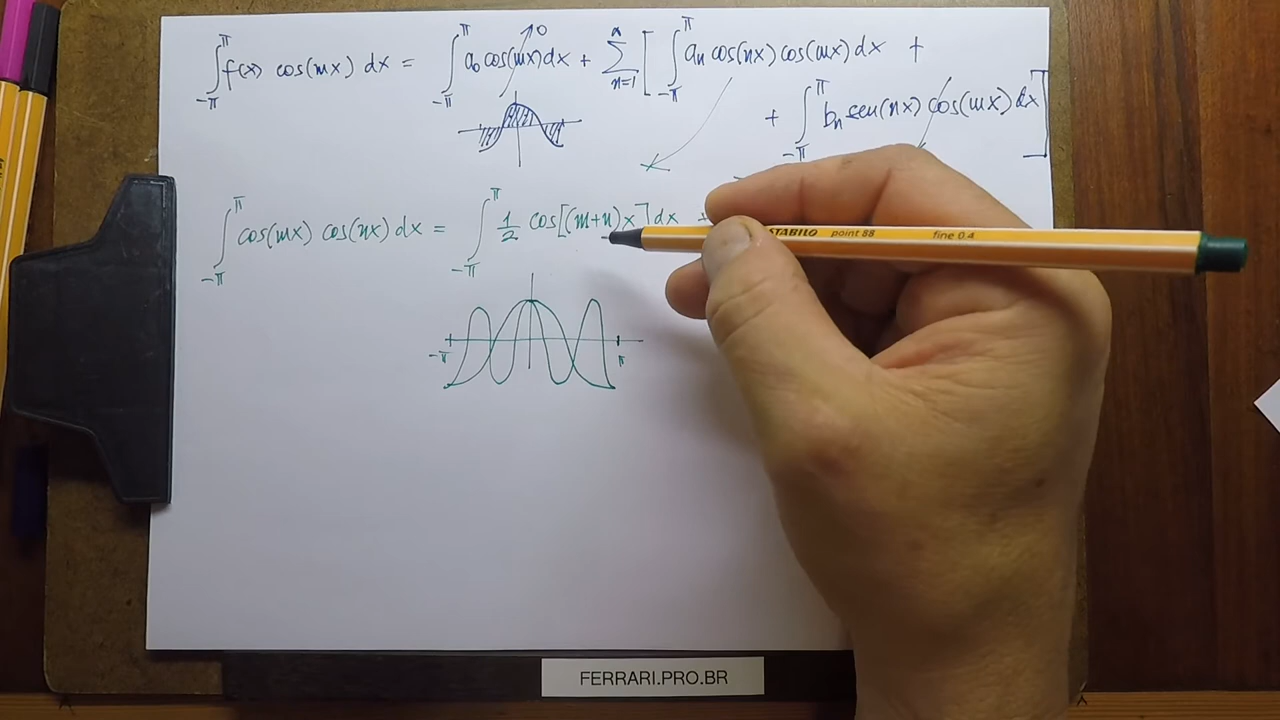 ∫_{-π}^{π} f(x) cos(mx) dx = ∫_{-π}^{π} a₀ cos(mx) dx + ∑_{n=1}^{∞} [ ∫_{-π}^{π} aₙ cos(nx) cos(mx) dx +
0
+ ∫_{-π}^{π} bₙ sen(nx) cos(mx) dx ]
∫_{-π}^{π} cos(mx) cos(nx) dx = ∫_{-π}^{π} 1/2 cos[(m+n)x] dx +
-π π
STABILO point 88 fine 0.4
FERRARI.PRO.BR